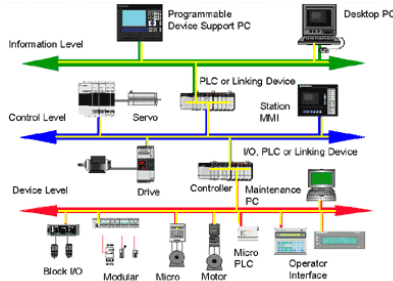 Programmable
Device Support PC
Desktop PC
Information Level
PLC or Linking Device
Control Level
Servo
Station
MMI
I/O, PLC or Linking Device
Device Level
Drive
Controller
Maintenance
PC
Block I/O
Modular
Micro
Motor
Micro
PLC
Operator
Interface